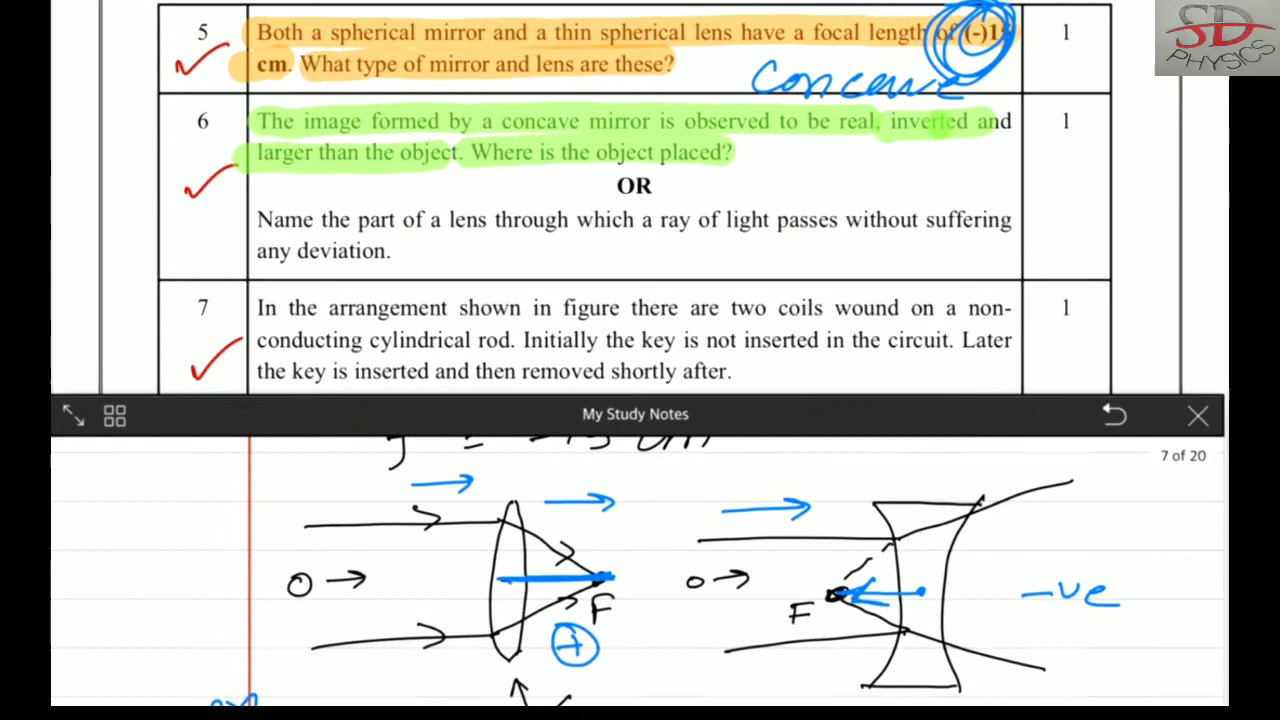 SD
PHYSICS
5
Both a spherical mirror and a thin spherical lens have a focal length of (-)15
1
cm. What type of mirror and lens are these?
Concave
6
The image formed by a concave mirror is observed to be real, inverted and
1
larger than the object. Where is the object placed?
OR
Name the part of a lens through which a ray of light passes without suffering
any deviation.
7
In the arrangement shown in figure there are two coils wound on a non-
1
conducting cylindrical rod. Initially the key is not inserted in the circuit. Later
the key is inserted and then removed shortly after.
My Study Notes
f = -15 cm
7 of 20
O
F
+
O
F
-ve